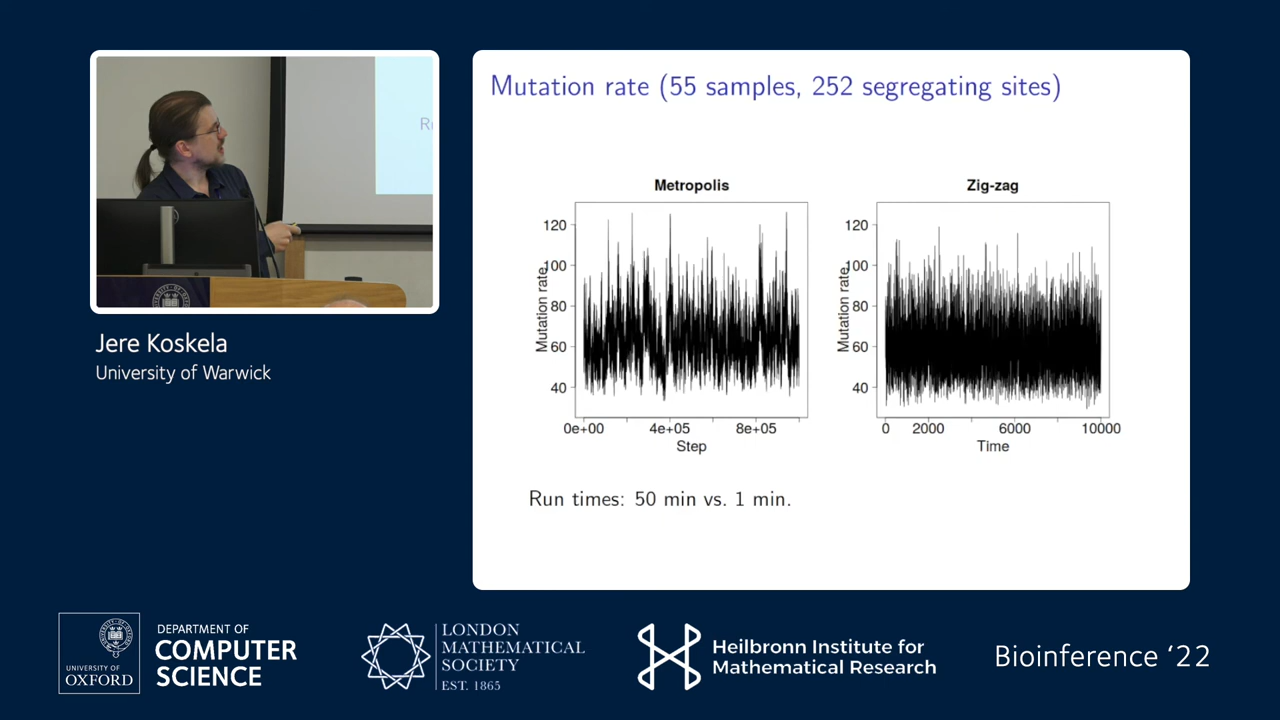 R
Jere Koskela
University of Warwick
Mutation rate (55 samples, 252 segregating sites)
Metropolis
Mutation rate
120
100
80
60
40
0e+00 4e+05 8e+05
Step
Zig-zag
Mutation rate
120
100
80
60
40
0 2000 6000 10000
Time
Run times: 50 min vs. 1 min.
UNIVERSITY OF
OXFORD
DEPARTMENT OF
COMPUTER
SCIENCE
LONDON
MATHEMATICAL
SOCIETY
EST. 1865
Heilbronn Institute for
Mathematical Research
Bioinference ‘22